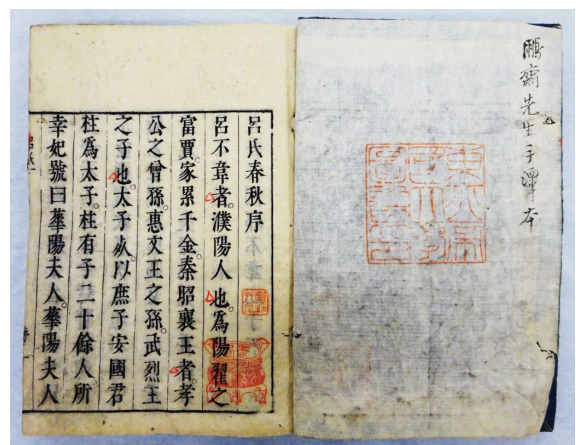 鵬齋先生手澤本
呂氏春秋序
呂不韋者。濮陽人也。爲陽翟之
富賈。家累千金。秦昭襄王者孝
公之曾孫。惠文王之孫。武烈王
之子也。太子死。以庶子安國君
柱爲太子。柱有子二十餘人。所
幸妃號曰華陽夫人。華陽夫人